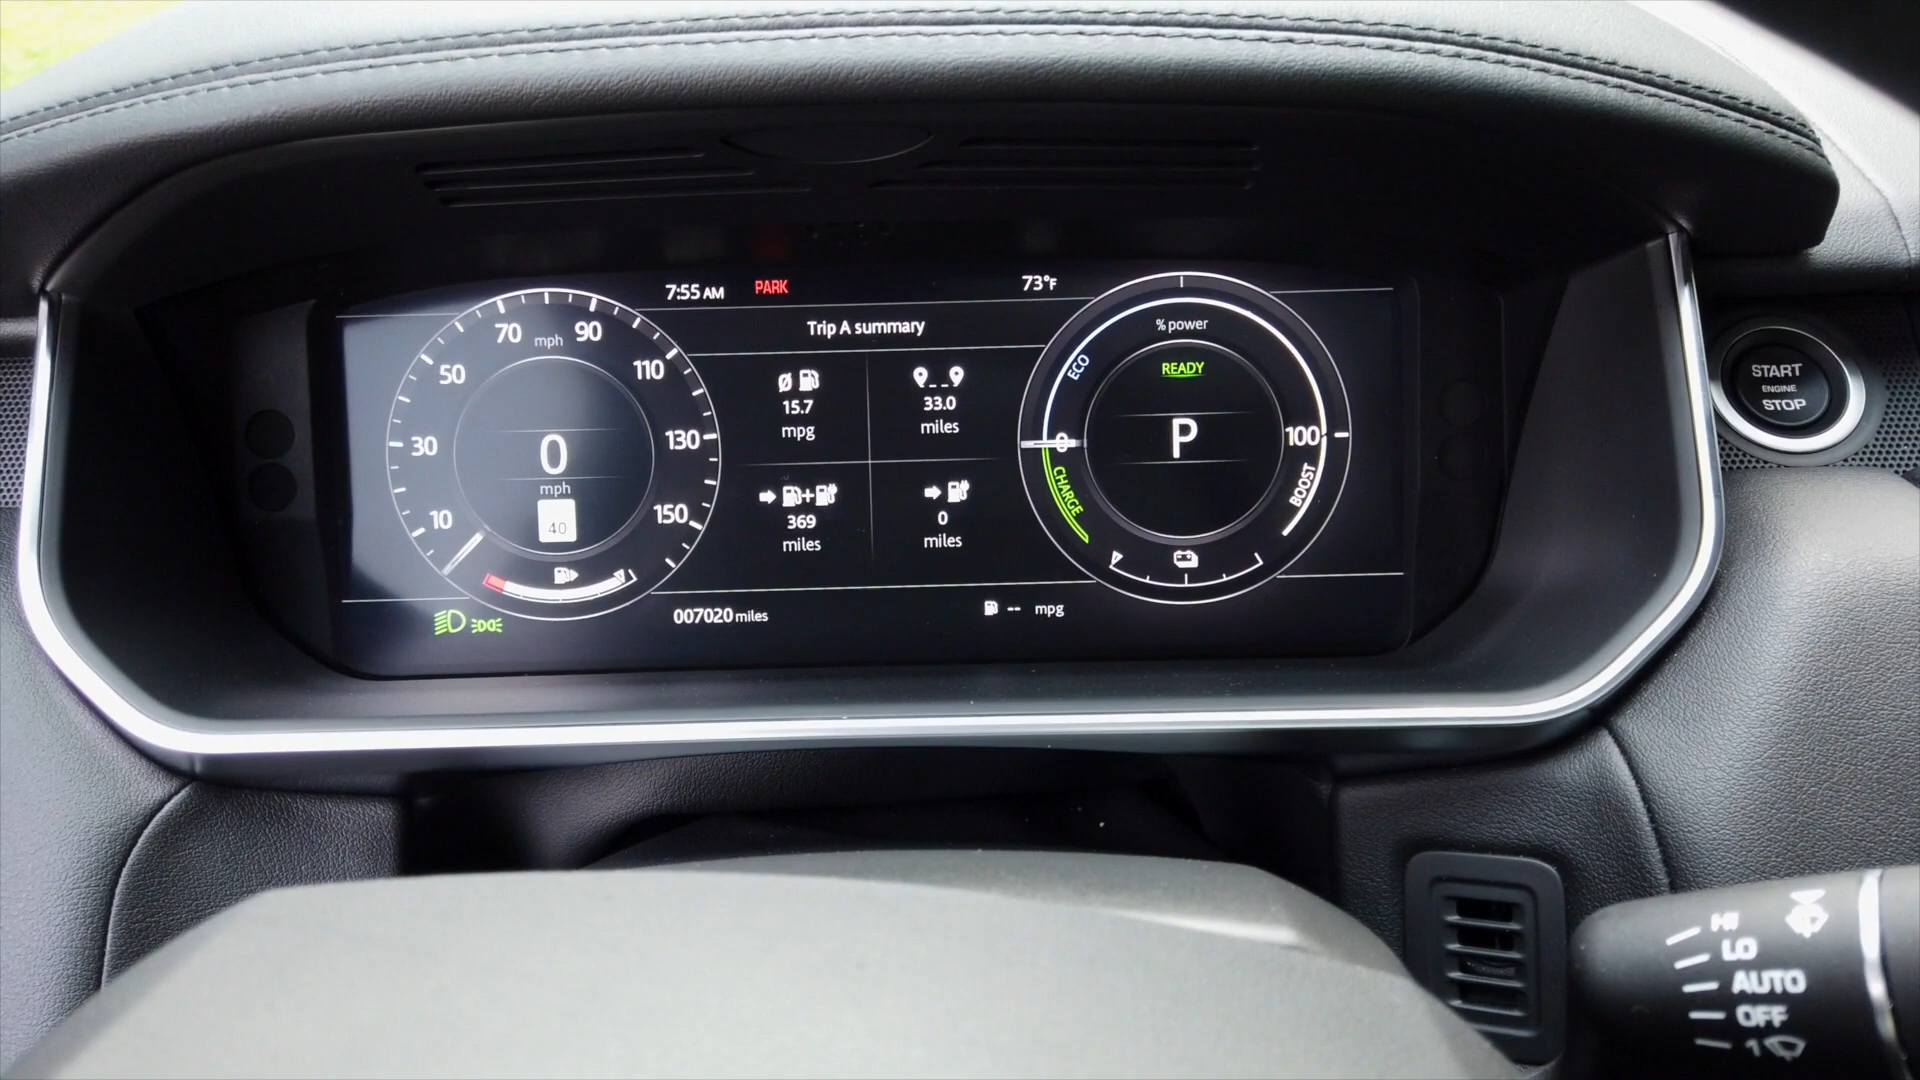 7:55 AM PARK 73°F
Trip A summary
70 mph 90
50 110
30 130
10 150
0
mph
40
15.7
mpg
33.0
miles
369
miles
0
miles
% power
ECO
READY
0 P 100
CHARGE
BOOST
007020 miles
-- mpg
START
ENGINE
STOP
HI
LO
AUTO
OFF
1